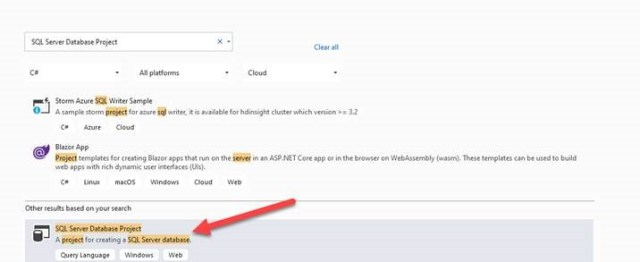 SQL Server Database Project
Clear all
C# All platforms Cloud
Storm Azure SQL Writer Sample
A sample storm project for azure sql writer, it is available for hdinsight cluster which version >= 3.2
C# Azure Cloud
Blazor App
Project templates for creating Blazor apps that run on the server in an ASP.NET Core app or in the browser on WebAssembly (wasm). These templates can be used to build
web apps with rich dynamic user interfaces (UIs).
C# Linux macOS Windows Cloud Web
Other results based on your search
SQL Server Database Project
A project for creating a SQL Server database.
Query Language Windows Web